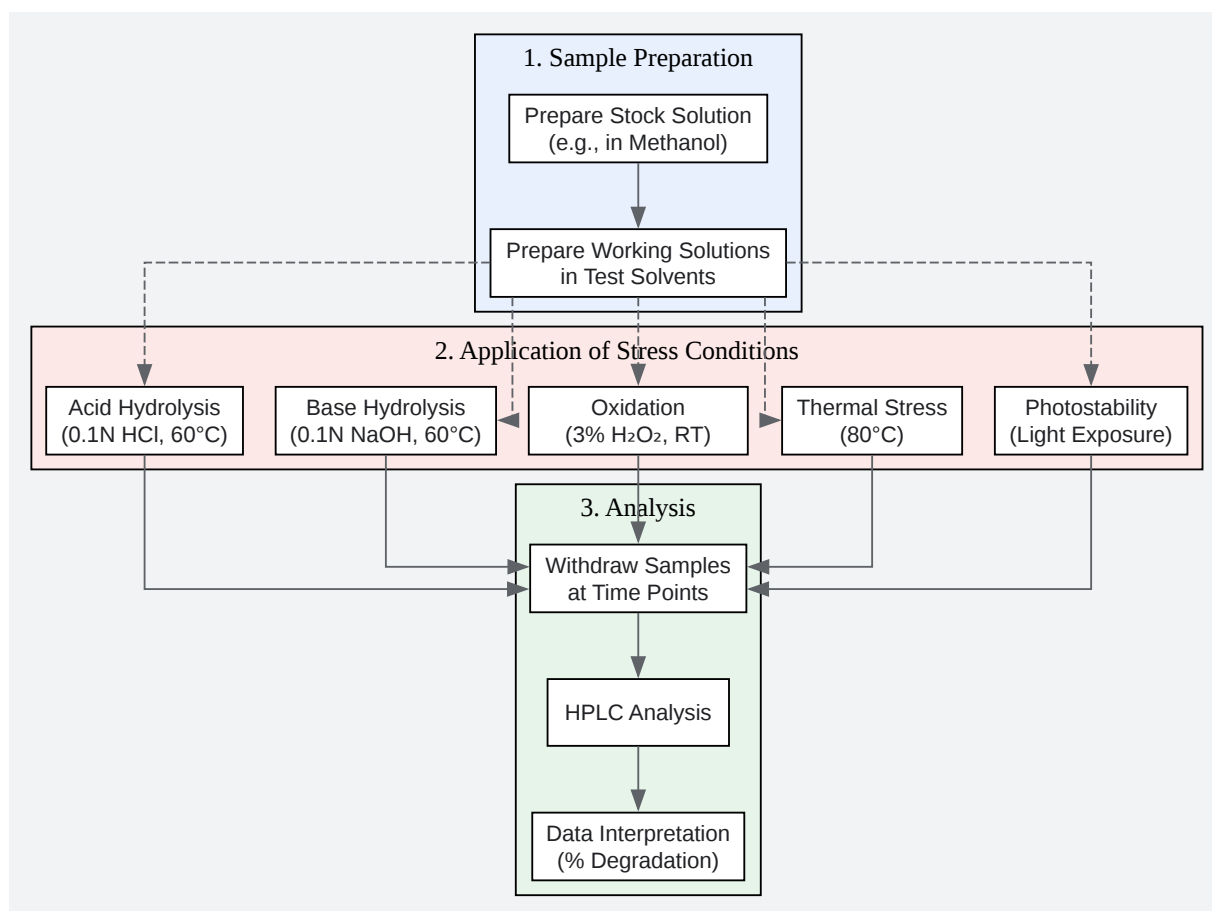 1. Sample Preparation
Prepare Stock Solution
(e.g., in Methanol)
Prepare Working Solutions
in Test Solvents
2. Application of Stress Conditions
Acid Hydrolysis
(0.1N HCl, 60°C)
Base Hydrolysis
(0.1N NaOH, 60°C)
Oxidation
(3% H₂O₂, RT)
Thermal Stress
(80°C)
Photostability
(Light Exposure)
3. Analysis
Withdraw Samples
at Time Points
HPLC Analysis
Data Interpretation
(% Degradation)